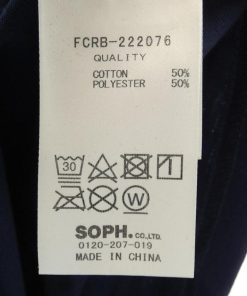 FCRB-222076
QUALITY
COTTON 50%
POLYESTER 50%
30
W
SOPH. CO.,LTD.
0120-207-019
MADE IN CHINA